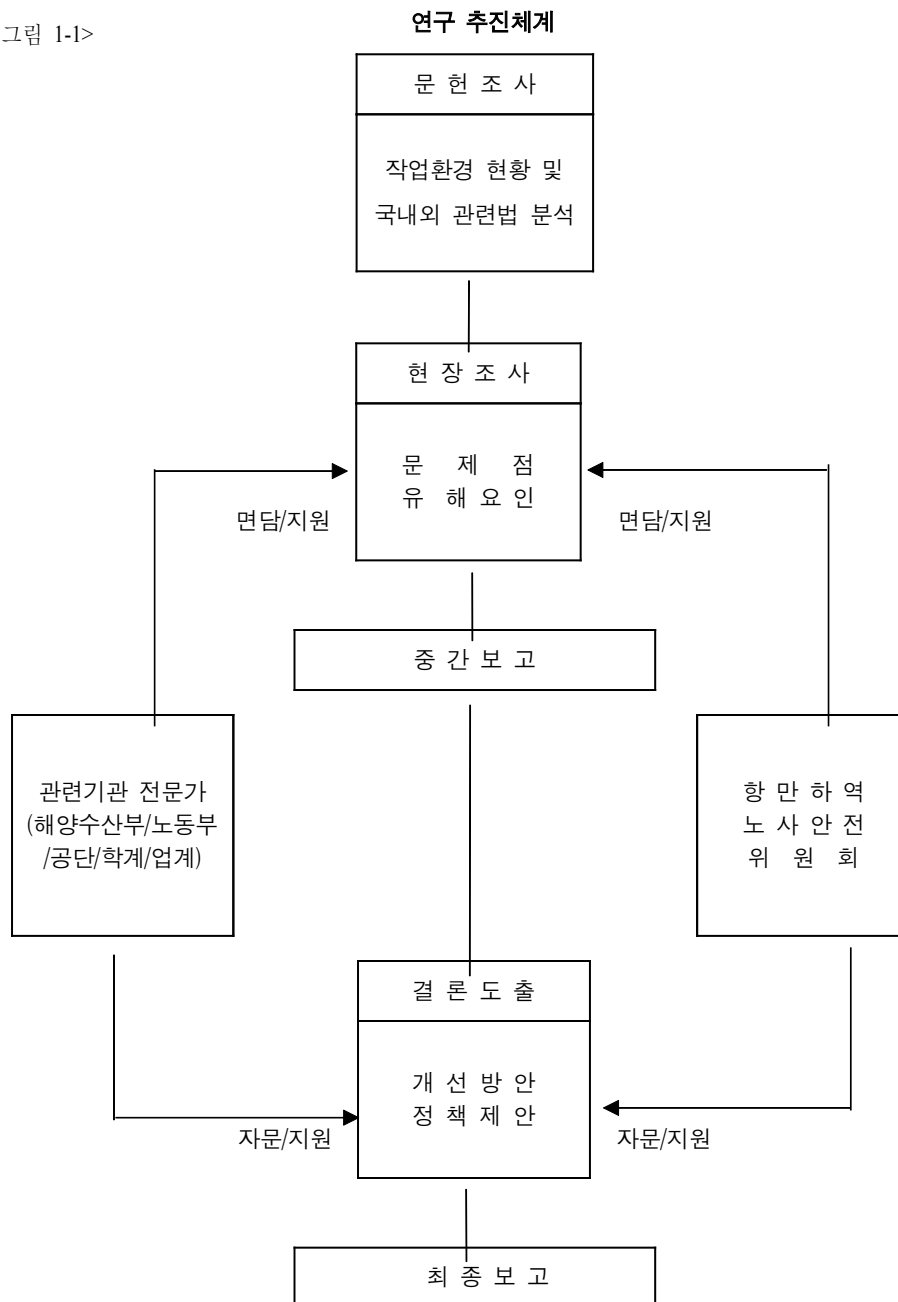 그림 1-1>
연구 추진체계
문 헌 조 사
작업환경 현황 및
국내외 관련법 분석
현 장 조 사
문 제 점
유 해 요 인
면담/지원
면담/지원
중 간 보 고
관련기관 전문가
(해양수산부/노동부
/공단/학계/업계)
항 만 하 역
노 사 안 전
위 원 회
결 론 도 출
개 선 방 안
정 책 제 안
자문/지원
자문/지원
최 종 보 고